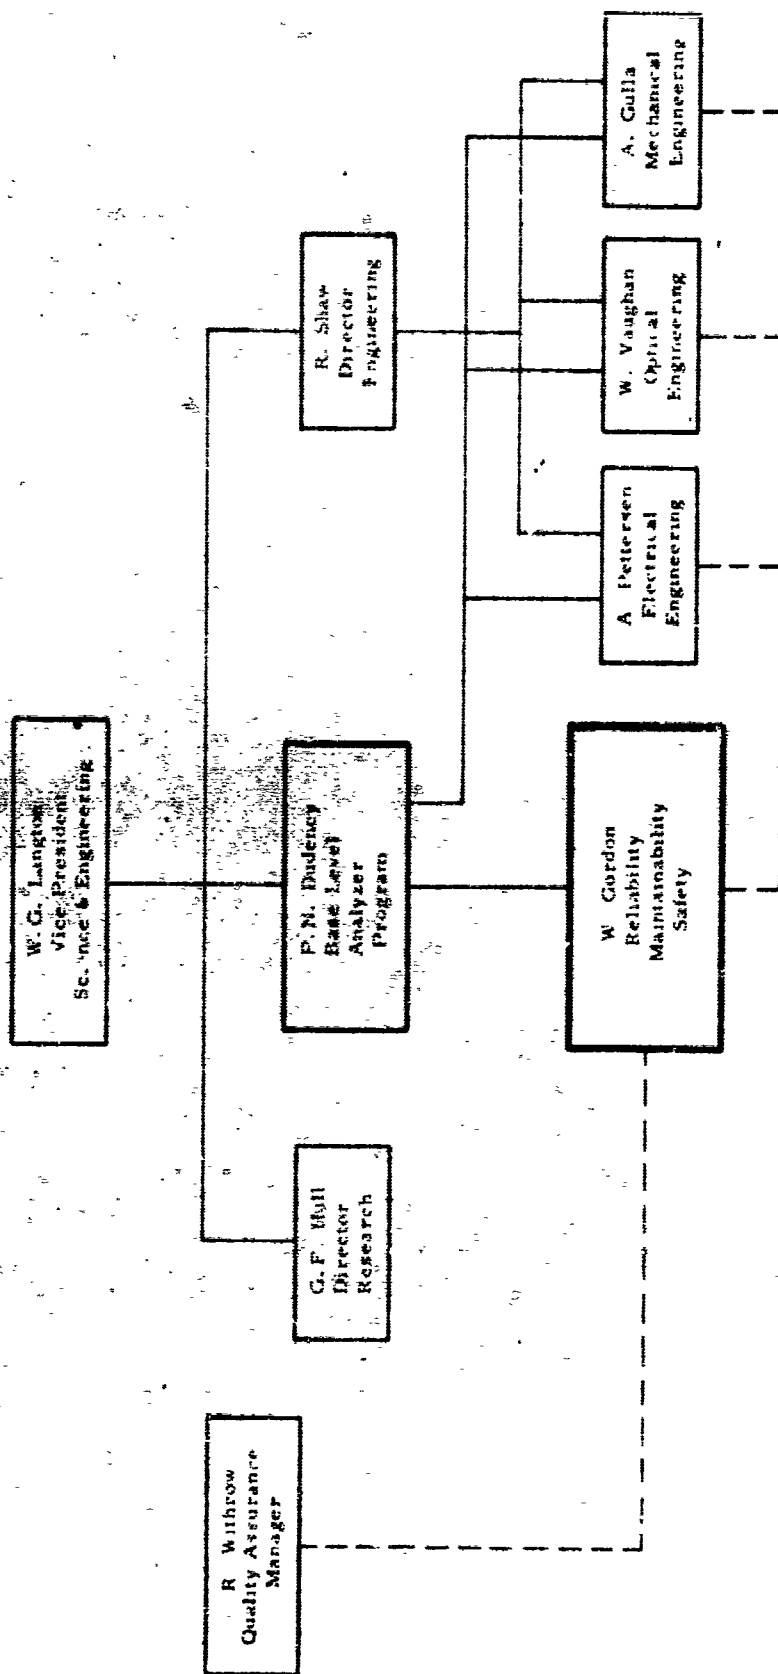 W. G. Langton
Vice President
Science & Engineering
R Withrow
Quality Assurance
Manager
G. F. Hull
Director
Research
P. N. Dudeney
Base Level
Analyzer
Program
R. Shaw
Director
Engineering
W Gordon
Reliability
Maintainability
Safety
A Pettersen
Electrical
Engineering
W. Vaughan
Optical
Engineering
A. Gulla
Mechanical
Engineering